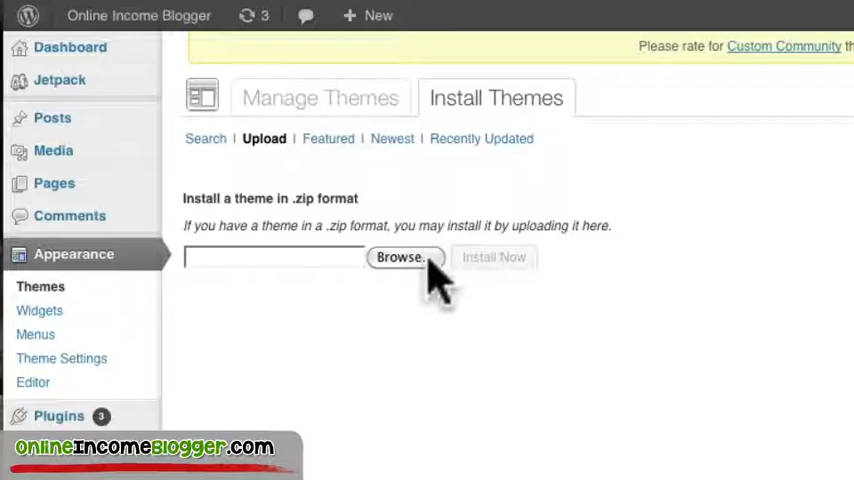 Online Income Blogger 3 + New
Please rate for Custom Community th
Dashboard
Jetpack
Posts
Media
Pages
Comments
Appearance
Themes
Widgets
Menus
Theme Settings
Editor
Plugins 3
Manage Themes Install Themes
Search | Upload | Featured | Newest | Recently Updated
Install a theme in .zip format
If you have a theme in a .zip format, you may install it by uploading it here.
Browse... Install Now
onlineIncomeBlogger.com